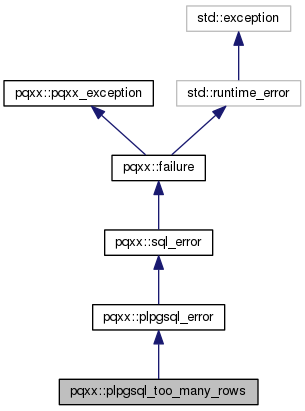 std::exception
pqxx::pqxx_exception
std::runtime_error
pqxx::failure
pqxx::sql_error
pqxx::plpgsql_error
pqxx::plpgsql_too_many_rows